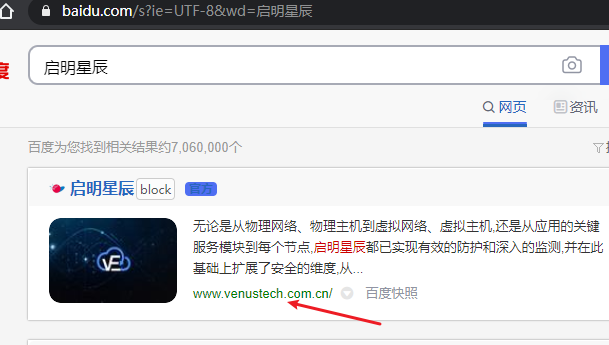 baidu.com/s?ie=UTF-8&wd=启明星辰
度
启明星辰
网页 资讯
百度为您找到相关结果约7,060,000个
启明星辰 block 官方
无论是从物理网络、物理主机到虚拟网络、虚拟主机,还是从应用的关键
服务模块到每个节点,启明星辰都已实现有效的防护和深入的监测,并在此
基础上扩展了安全的维度,从...
VE
www.venustech.com.cn/ 百度快照